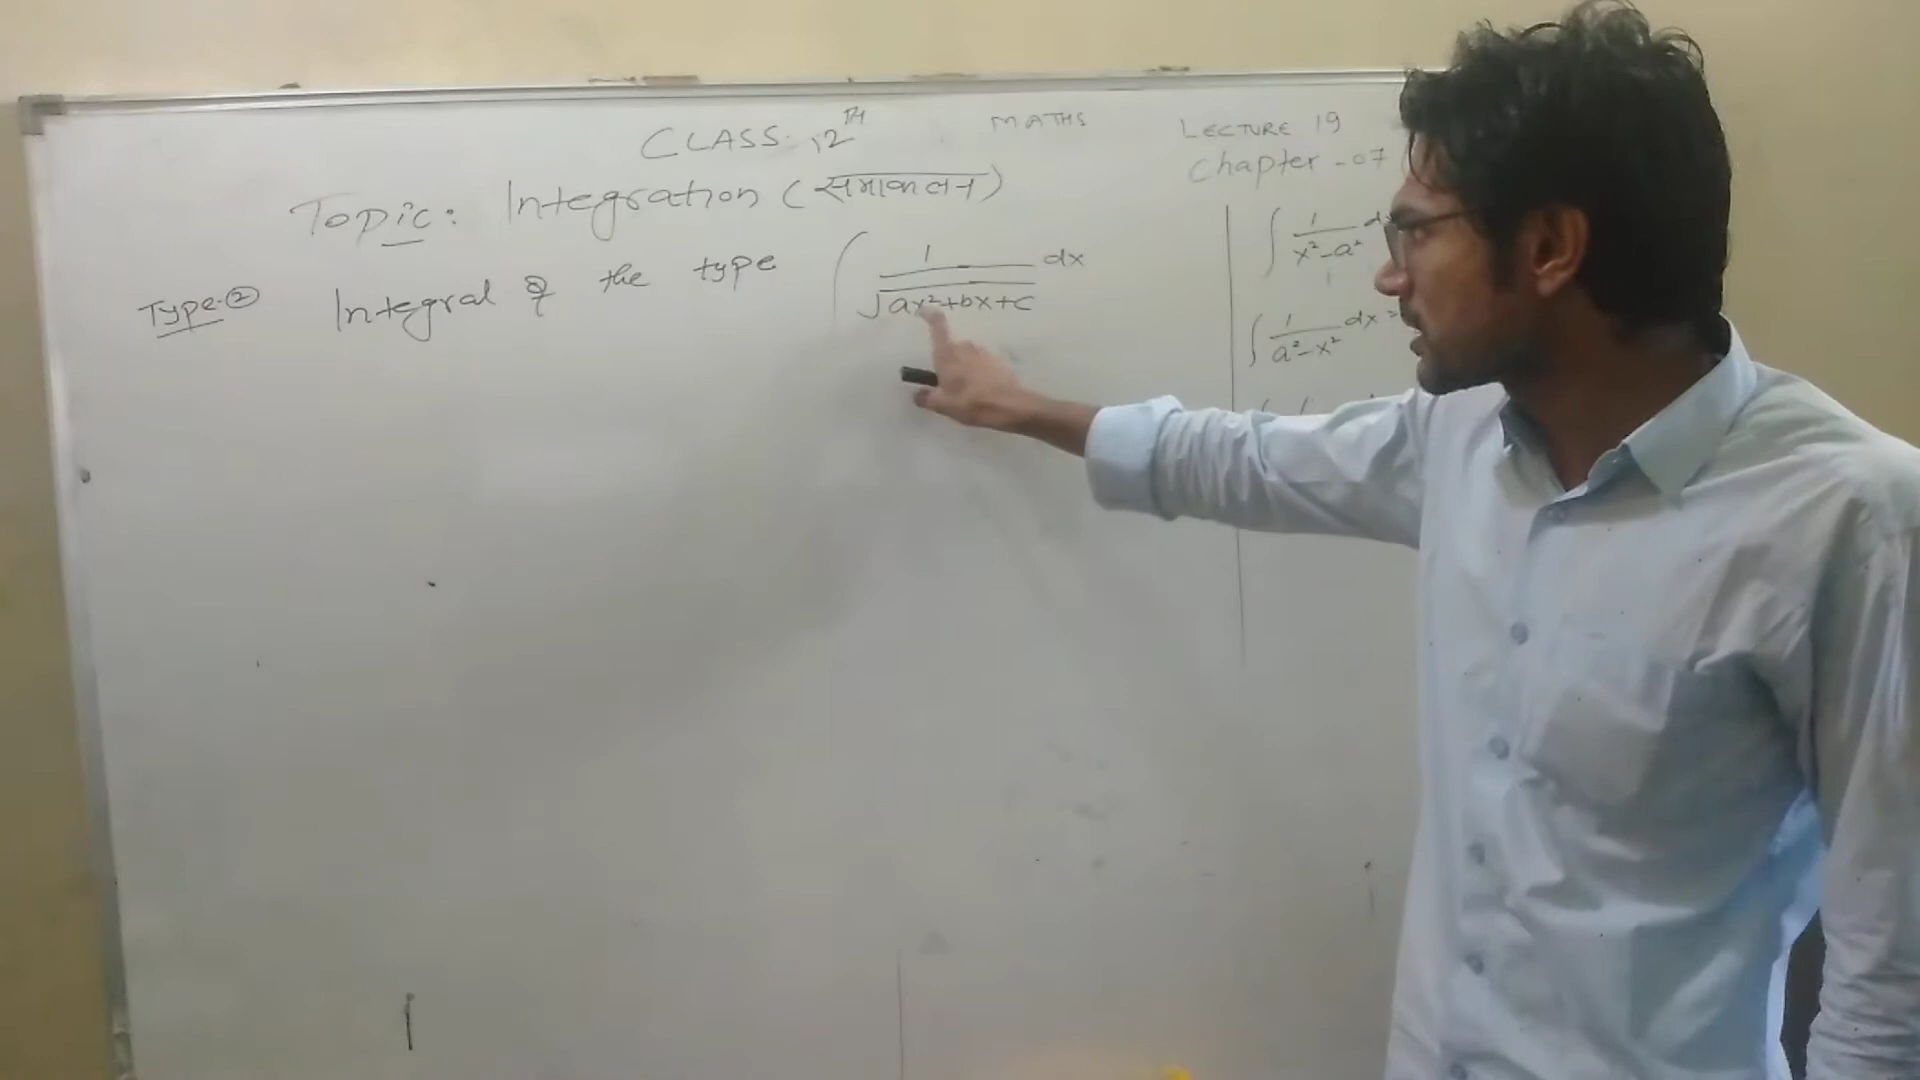 CLASS: 12TH
MATHS
LECTURE 19
Chapter - 07
Topic: Integration (समाकलन)
Type-② Integral of the type ∫ 1/√(ax²+bx+c) dx
∫ 1/(x²-a²) dx
∫ 1/(a²-x²) dx =